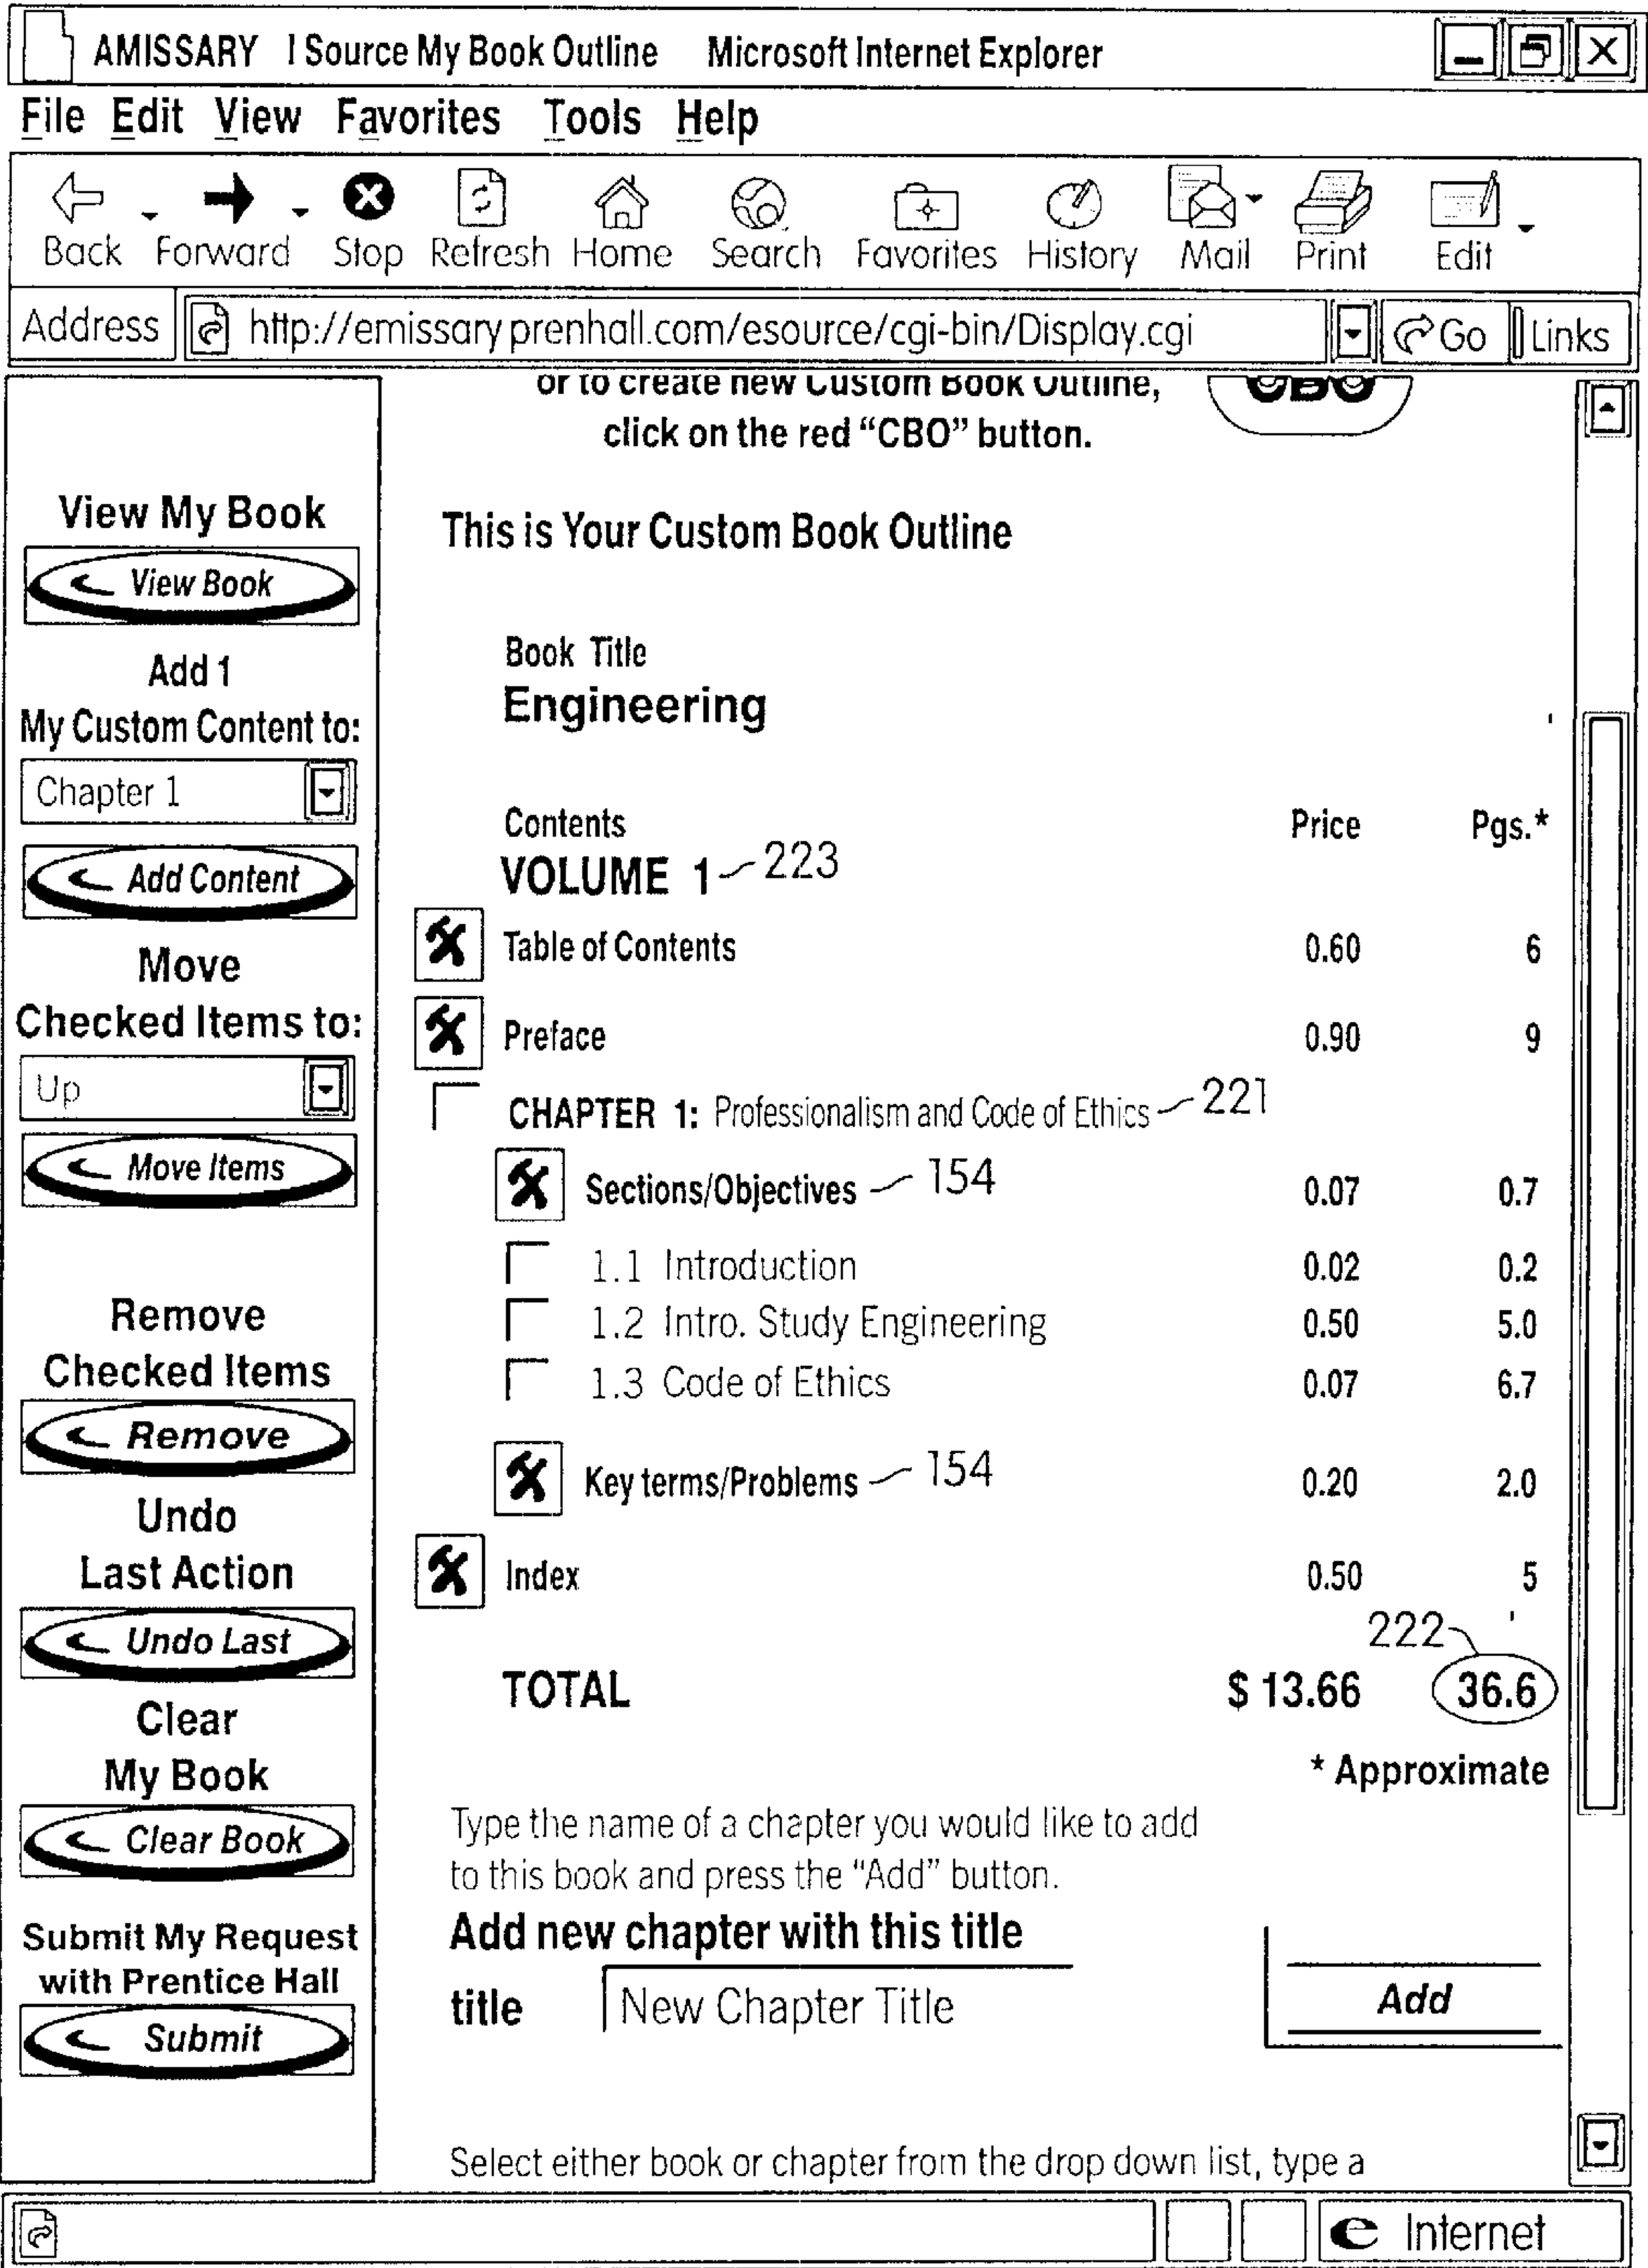 AMISSARY I Source My Book Outline Microsoft Internet Explorer
File Edit View Favorites Tools Help
Back Forward Stop Refresh Home Search Favorites History Mail Print Edit
Address http://emissary prenhall.com/esource/cgi-bin/Display.cgi Go Links
or to create new Custom Book Outline, CBO
click on the red “CBO” button.
View My Book
View Book
Add 1
My Custom Content to:
Chapter 1
Add Content
Move
Checked Items to:
Up
Move Items
Remove
Checked Items
Remove
Undo
Last Action
Undo Last
Clear
My Book
Clear Book
Submit My Request
with Prentice Hall
Submit
This is Your Custom Book Outline
Book Title
Engineering
Contents Price Pgs.*
VOLUME 1 223
Table of Contents 0.60 6
Preface 0.90 9
CHAPTER 1: Professionalism and Code of Ethics 221
Sections/Objectives 154 0.07 0.7
1.1 Introduction 0.02 0.2
1.2 Intro. Study Engineering 0.50 5.0
1.3 Code of Ethics 0.07 6.7
Key terms/Problems 154 0.20 2.0
Index 0.50 5
222
TOTAL $ 13.66 36.6
* Approximate
Type the name of a chapter you would like to add
to this book and press the “Add” button.
Add new chapter with this title
title New Chapter Title Add
Select either book or chapter from the drop down list, type a
Internet